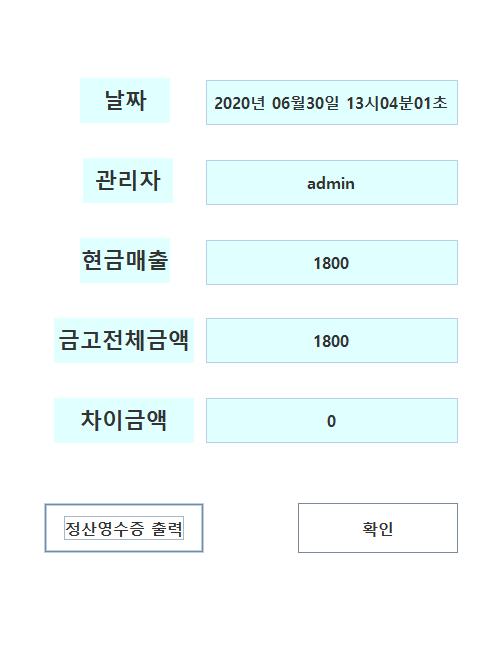 날짜 2020년 06월30일 13시04분01초
관리자 admin
현금매출 1800
금고전체금액 1800
차이금액 0
정산영수증 출력 확인